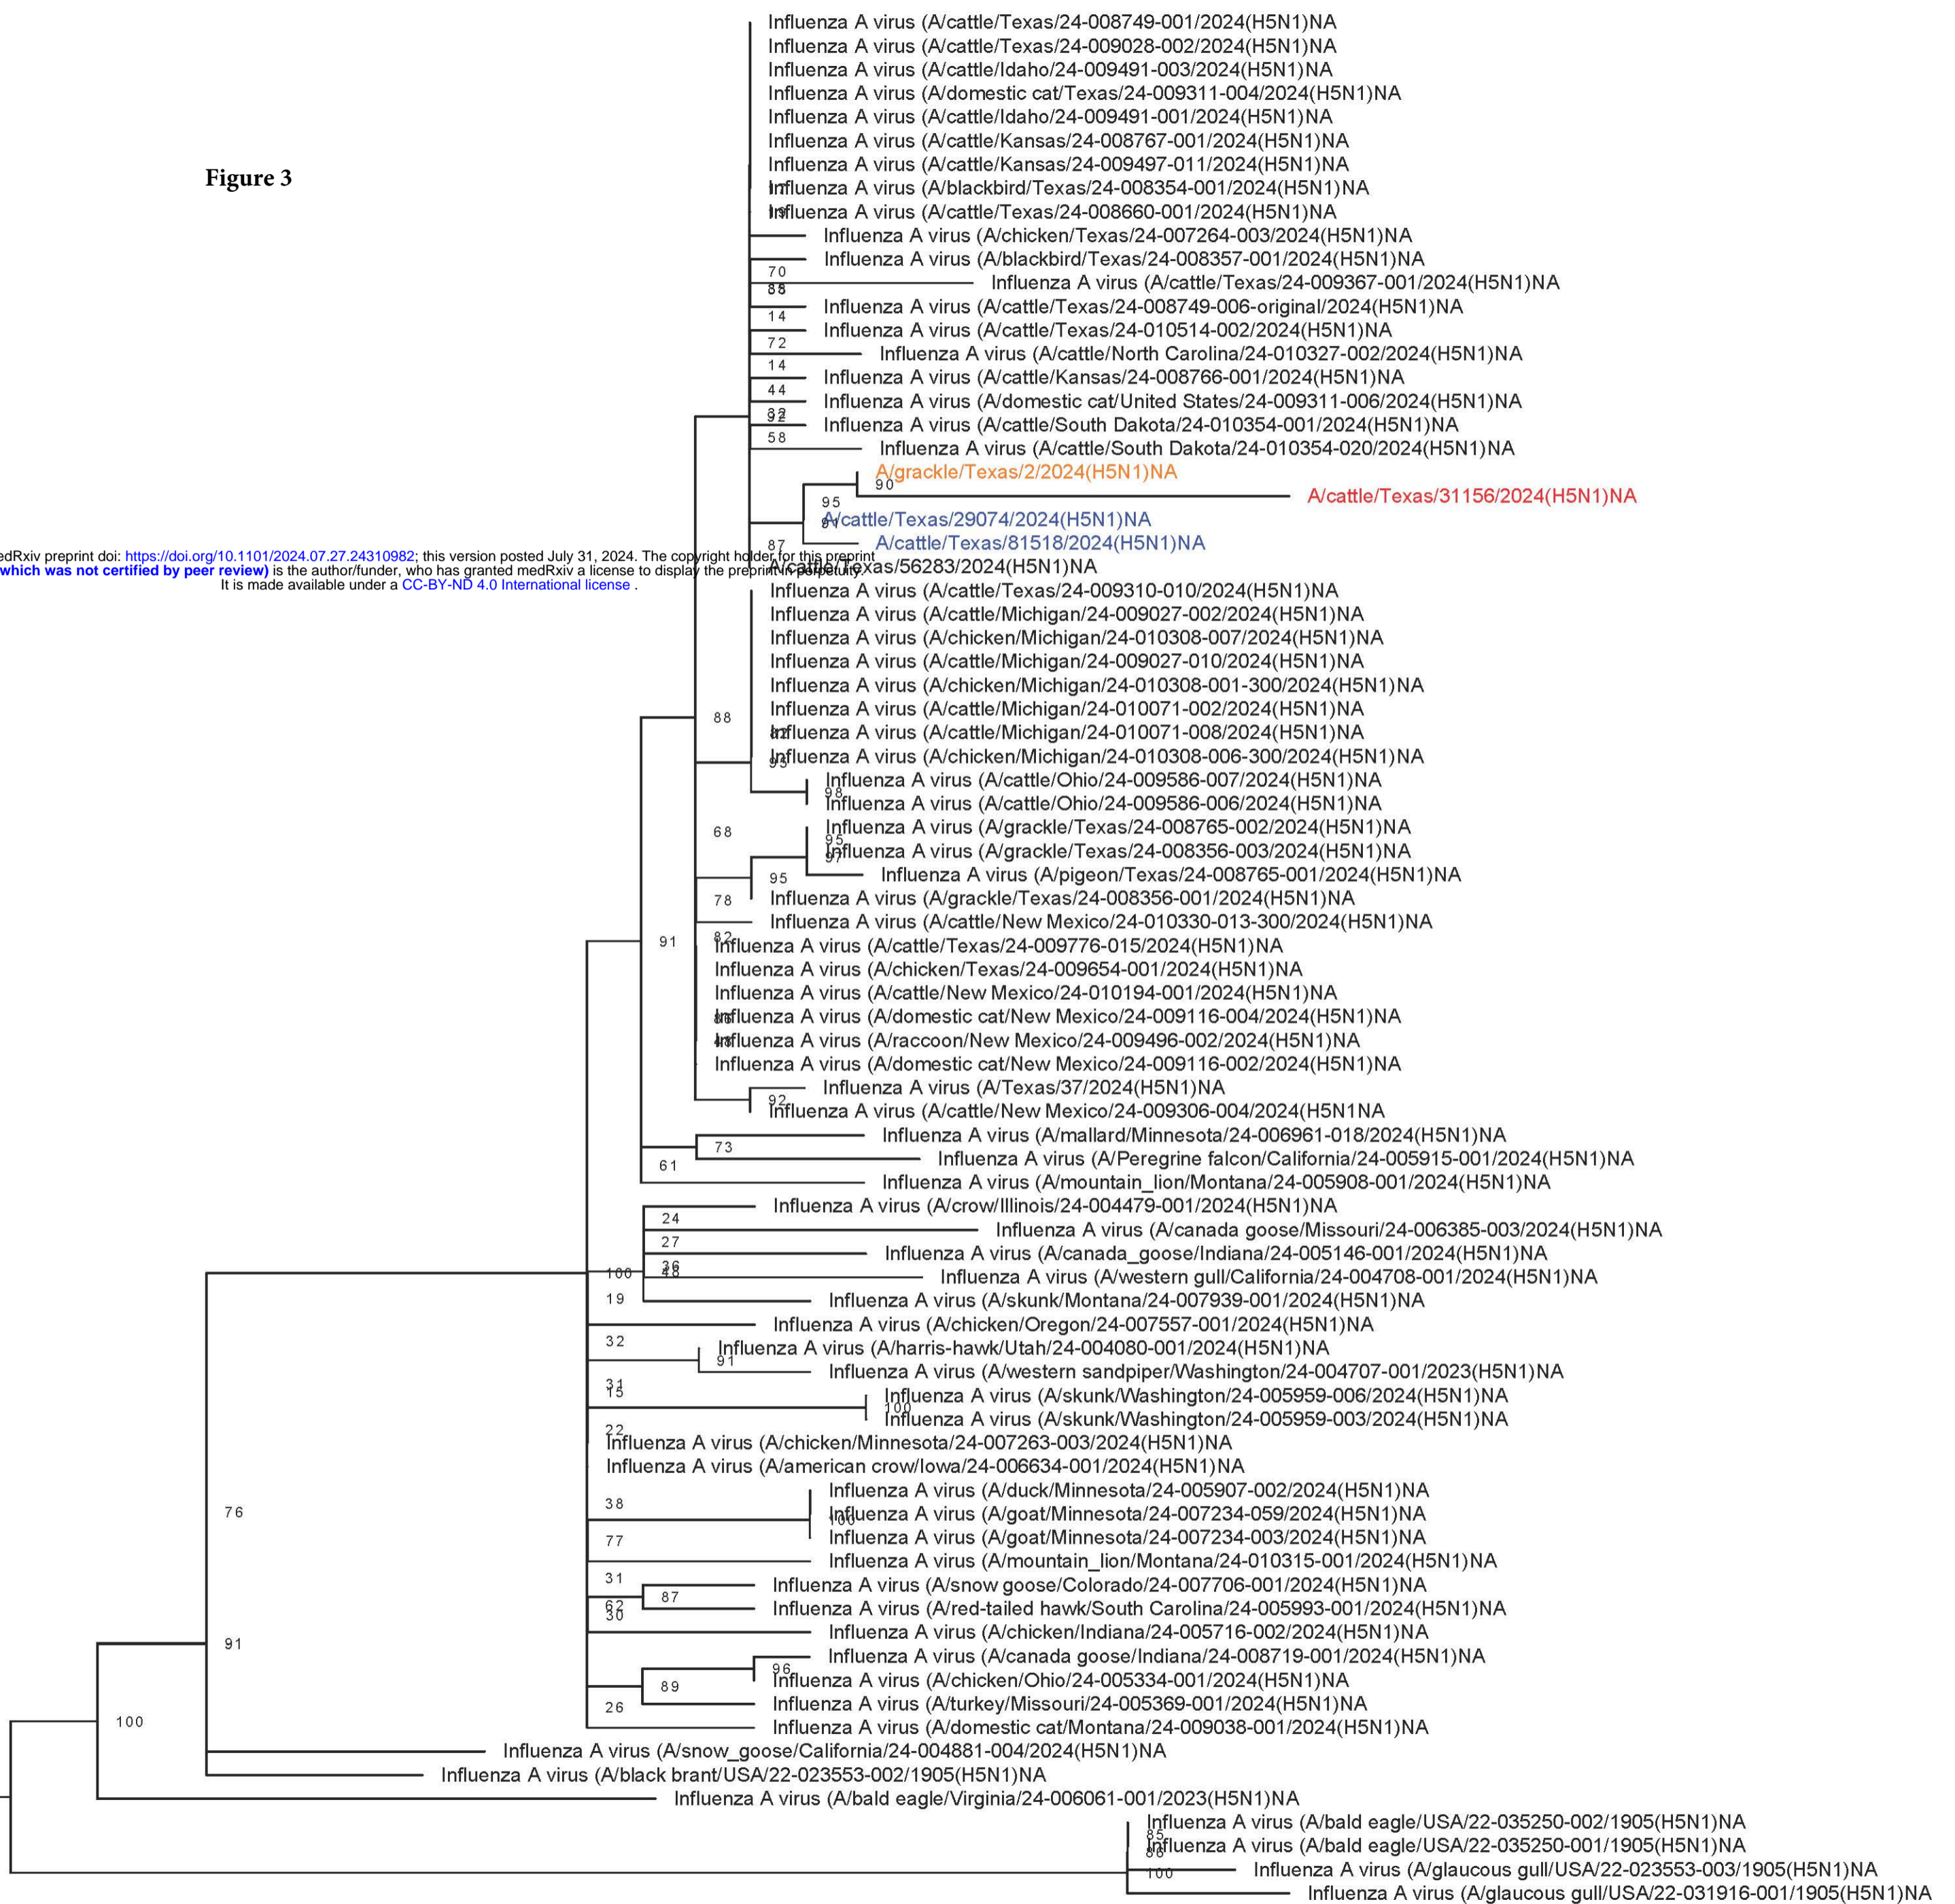 Influenza A virus (A/cattle/Texas/24-008749-001/2024(H5N1)NA
Influenza A virus (A/cattle/Texas/24-009028-002/2024(H5N1)NA
Influenza A virus (A/cattle/Idaho/24-009491-003/2024(H5N1)NA
Influenza A virus (A/domestic cat/Texas/24-009311-004/2024(H5N1)NA
Influenza A virus (A/cattle/Idaho/24-009491-001/2024(H5N1)NA
Influenza A virus (A/cattle/Kansas/24-008767-001/2024(H5N1)NA
Influenza A virus (A/cattle/Kansas/24-009497-011/2024(H5N1)NA
Figure 3
Influenza A virus (A/blackbird/Texas/24-008354-001/2024(H5N1)NA
Influenza A virus (A/cattle/Texas/24-008660-001/2024(H5N1)NA
Influenza A virus (A/chicken/Texas/24-007264-003/2024(H5N1)NA
Influenza A virus (A/blackbird/Texas/24-008357-001/2024(H5N1)NA
70
Influenza A virus (A/cattle/Texas/24-009367-001/2024(H5N1)NA
Influenza A virus (A/cattle/Texas/24-008749-006-original/2024(H5N1)NA
14
Influenza A virus (A/cattle/Texas/24-010514-002/2024(H5N1)NA
72
Influenza A virus (A/cattle/North Carolina/24-010327-002/2024(H5N1)NA
14
Influenza A virus (A/cattle/Kansas/24-008766-001/2024(H5N1)NA
44
Influenza A virus (A/domestic cat/United States/24-009311-006/2024(H5N1)NA
Influenza A virus (A/cattle/South Dakota/24-010354-001/2024(H5N1)NA
58
Influenza A virus (A/cattle/South Dakota/24-010354-020/2024(H5N1)NA
A/grackle/Texas/2/2024(H5N1)NA
90
A/cattle/Texas/31156/2024(H5N1)NA
95
A/cattle/Texas/29074/2024(H5N1)NA
91
A/cattle/Texas/81518/2024(H5N1)NA
87
edRxiv preprint doi: https://doi.org/10.1101/2024.07.27.24310982; this version posted July 31, 2024. The copyright holder for this preprint
which was not certified by peer review) is the author/funder, who has granted medRxiv a license to display the preprint in perpetuity.
It is made available under a CC-BY-ND 4.0 International license .
A/cattle/Texas/56283/2024(H5N1)NA
Influenza A virus (A/cattle/Texas/24-009310-010/2024(H5N1)NA
Influenza A virus (A/cattle/Michigan/24-009027-002/2024(H5N1)NA
Influenza A virus (A/chicken/Michigan/24-010308-007/2024(H5N1)NA
Influenza A virus (A/cattle/Michigan/24-009027-010/2024(H5N1)NA
Influenza A virus (A/chicken/Michigan/24-010308-001-300/2024(H5N1)NA
Influenza A virus (A/cattle/Michigan/24-010071-002/2024(H5N1)NA
88
Influenza A virus (A/cattle/Michigan/24-010071-008/2024(H5N1)NA
Influenza A virus (A/chicken/Michigan/24-010308-006-300/2024(H5N1)NA
Influenza A virus (A/cattle/Ohio/24-009586-007/2024(H5N1)NA
98
Influenza A virus (A/cattle/Ohio/24-009586-006/2024(H5N1)NA
Influenza A virus (A/grackle/Texas/24-008765-002/2024(H5N1)NA
68
95
Influenza A virus (A/grackle/Texas/24-008356-003/2024(H5N1)NA
97
Influenza A virus (A/pigeon/Texas/24-008765-001/2024(H5N1)NA
95
Influenza A virus (A/grackle/Texas/24-008356-001/2024(H5N1)NA
78
Influenza A virus (A/cattle/New Mexico/24-010330-013-300/2024(H5N1)NA
82
91
Influenza A virus (A/cattle/Texas/24-009776-015/2024(H5N1)NA
Influenza A virus (A/chicken/Texas/24-009654-001/2024(H5N1)NA
Influenza A virus (A/cattle/New Mexico/24-010194-001/2024(H5N1)NA
Influenza A virus (A/domestic cat/New Mexico/24-009116-004/2024(H5N1)NA
Influenza A virus (A/raccoon/New Mexico/24-009496-002/2024(H5N1)NA
Influenza A virus (A/domestic cat/New Mexico/24-009116-002/2024(H5N1)NA
Influenza A virus (A/Texas/37/2024(H5N1)NA
92
Influenza A virus (A/cattle/New Mexico/24-009306-004/2024(H5N1NA
Influenza A virus (A/mallard/Minnesota/24-006961-018/2024(H5N1)NA
73
Influenza A virus (A/Peregrine falcon/California/24-005915-001/2024(H5N1)NA
61
Influenza A virus (A/mountain_lion/Montana/24-005908-001/2024(H5N1)NA
Influenza A virus (A/crow/Illinois/24-004479-001/2024(H5N1)NA
24
Influenza A virus (A/canada goose/Missouri/24-006385-003/2024(H5N1)NA
27
Influenza A virus (A/canada_goose/Indiana/24-005146-001/2024(H5N1)NA
36
100
48
Influenza A virus (A/western gull/California/24-004708-001/2024(H5N1)NA
19
Influenza A virus (A/skunk/Montana/24-007939-001/2024(H5N1)NA
Influenza A virus (A/chicken/Oregon/24-007557-001/2024(H5N1)NA
32
Influenza A virus (A/harris-hawk/Utah/24-004080-001/2024(H5N1)NA
91
Influenza A virus (A/western sandpiper/Washington/24-004707-001/2023(H5N1)NA
31
15
Influenza A virus (A/skunk/Washington/24-005959-006/2024(H5N1)NA
100
Influenza A virus (A/skunk/Washington/24-005959-003/2024(H5N1)NA
22
Influenza A virus (A/chicken/Minnesota/24-007263-003/2024(H5N1)NA
Influenza A virus (A/american crow/Iowa/24-006634-001/2024(H5N1)NA
Influenza A virus (A/duck/Minnesota/24-005907-002/2024(H5N1)NA
38
76
Influenza A virus (A/goat/Minnesota/24-007234-059/2024(H5N1)NA
100
77
Influenza A virus (A/goat/Minnesota/24-007234-003/2024(H5N1)NA
Influenza A virus (A/mountain_lion/Montana/24-010315-001/2024(H5N1)NA
31
Influenza A virus (A/snow goose/Colorado/24-007706-001/2024(H5N1)NA
87
62
Influenza A virus (A/red-tailed hawk/South Carolina/24-005993-001/2024(H5N1)NA
30
Influenza A virus (A/chicken/Indiana/24-005716-002/2024(H5N1)NA
91
Influenza A virus (A/canada goose/Indiana/24-008719-001/2024(H5N1)NA
96
Influenza A virus (A/chicken/Ohio/24-005334-001/2024(H5N1)NA
89
Influenza A virus (A/turkey/Missouri/24-005369-001/2024(H5N1)NA
26
100
Influenza A virus (A/domestic cat/Montana/24-009038-001/2024(H5N1)NA
Influenza A virus (A/snow_goose/California/24-004881-004/2024(H5N1)NA
Influenza A virus (A/black brant/USA/22-023553-002/1905(H5N1)NA
Influenza A virus (A/bald eagle/Virginia/24-006061-001/2023(H5N1)NA
Influenza A virus (A/bald eagle/USA/22-035250-002/1905(H5N1)NA
85
Influenza A virus (A/bald eagle/USA/22-035250-001/1905(H5N1)NA
86
Influenza A virus (A/glaucous gull/USA/22-023553-003/1905(H5N1)NA
100
Influenza A virus (A/glaucous gull/USA/22-031916-001/1905(H5N1)NA